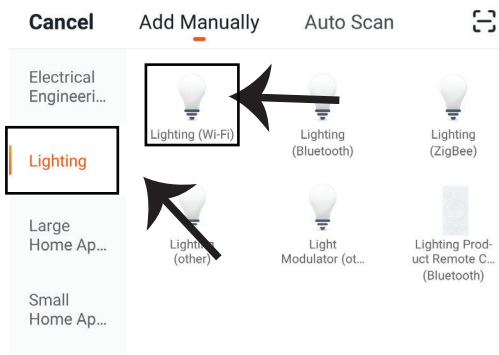 Cancel
Add Manually
Auto Scan
Electrical
Engineeri...
Lighting
Large
Home Ap...
Small
Home Ap...
Lighting (Wi-Fi)
Lighting
(Bluetooth)
Lighting
(ZigBee)
Lighting
(other)
Light
Modulator (ot...
Lighting Prod-
uct Remote C...
(Bluetooth)